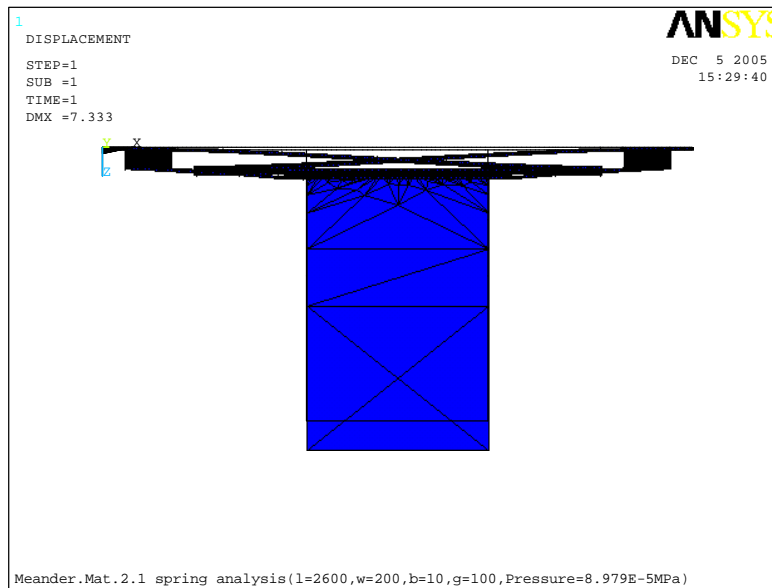 1
DISPLACEMENT
STEP=1
SUB =1
TIME=1
DMX =7.333
ANSYS
DEC 5 2005
15:29:40
Y X
Z
Meander.Mat.2.1 spring analysis(l=2600,w=200,b=10,g=100,Pressure=8.979E-5MPa)